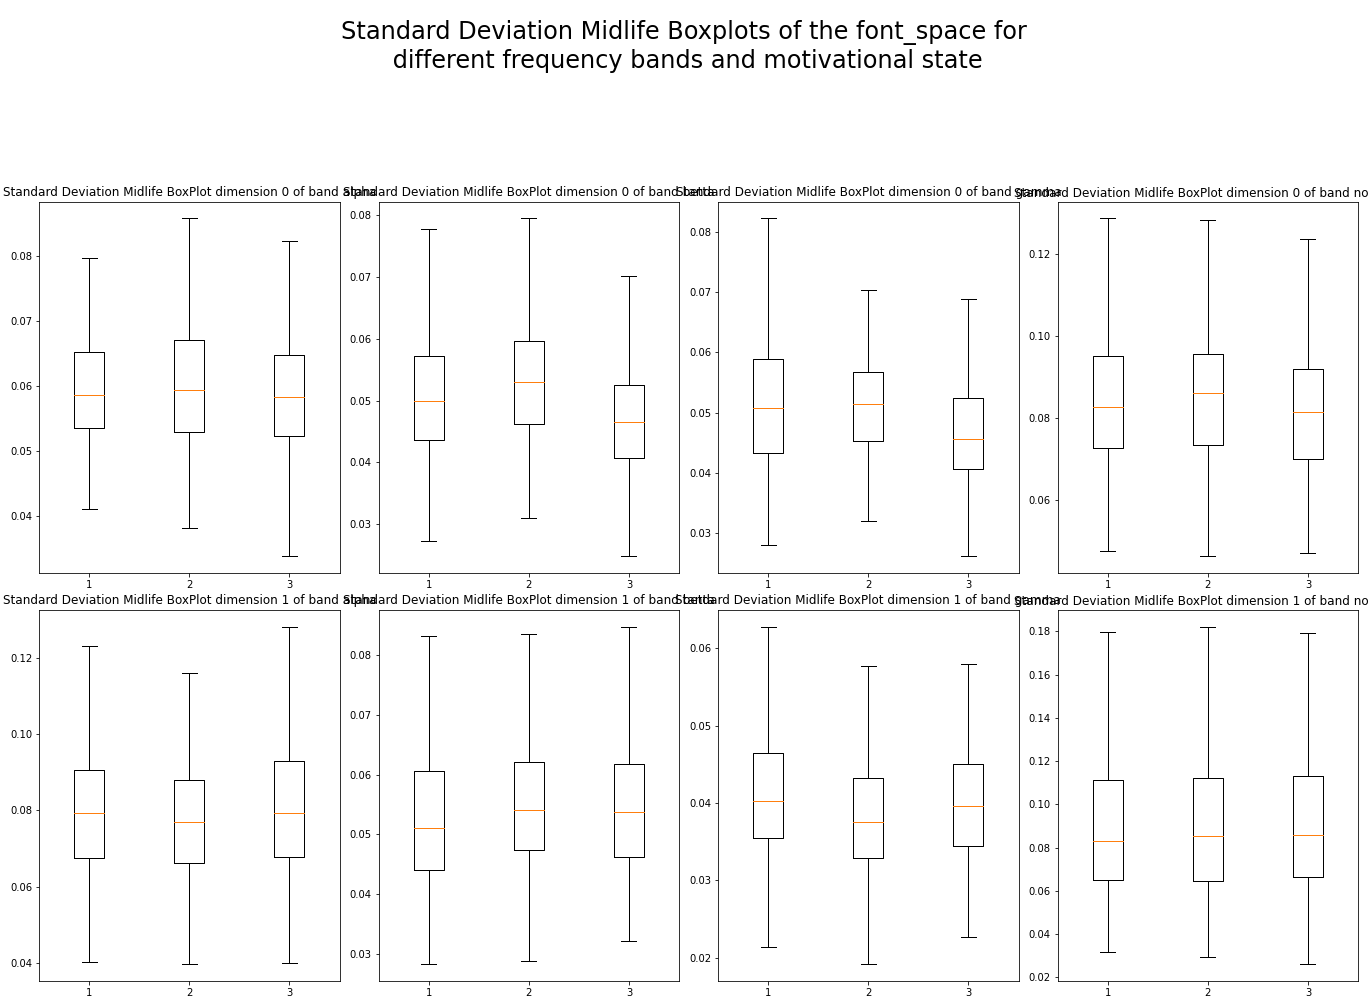 Standard Deviation Midlife Boxplots of the font_space for
different frequency bands and motivational state
Standard Deviation Midlife BoxPlot dimension 0 of band alpha
Standard Deviation Midlife BoxPlot dimension 0 of band betta
Standard Deviation Midlife BoxPlot dimension 0 of band gamma
Standard Deviation Midlife BoxPlot dimension 0 of band no
0.08
0.07
0.06
0.05
0.04
1 2 3
0.08
0.07
0.06
0.05
0.04
0.03
1 2 3
0.08
0.07
0.06
0.05
0.04
0.03
1 2 3
0.12
0.10
0.08
0.06
1 2 3
Standard Deviation Midlife BoxPlot dimension 1 of band alpha
Standard Deviation Midlife BoxPlot dimension 1 of band betta
Standard Deviation Midlife BoxPlot dimension 1 of band gamma
Standard Deviation Midlife BoxPlot dimension 1 of band no
0.12
0.10
0.08
0.06
0.04
1 2 3
0.08
0.07
0.06
0.05
0.04
0.03
1 2 3
0.06
0.05
0.04
0.03
0.02
1 2 3
0.18
0.16
0.14
0.12
0.10
0.08
0.06
0.04
0.02
1 2 3